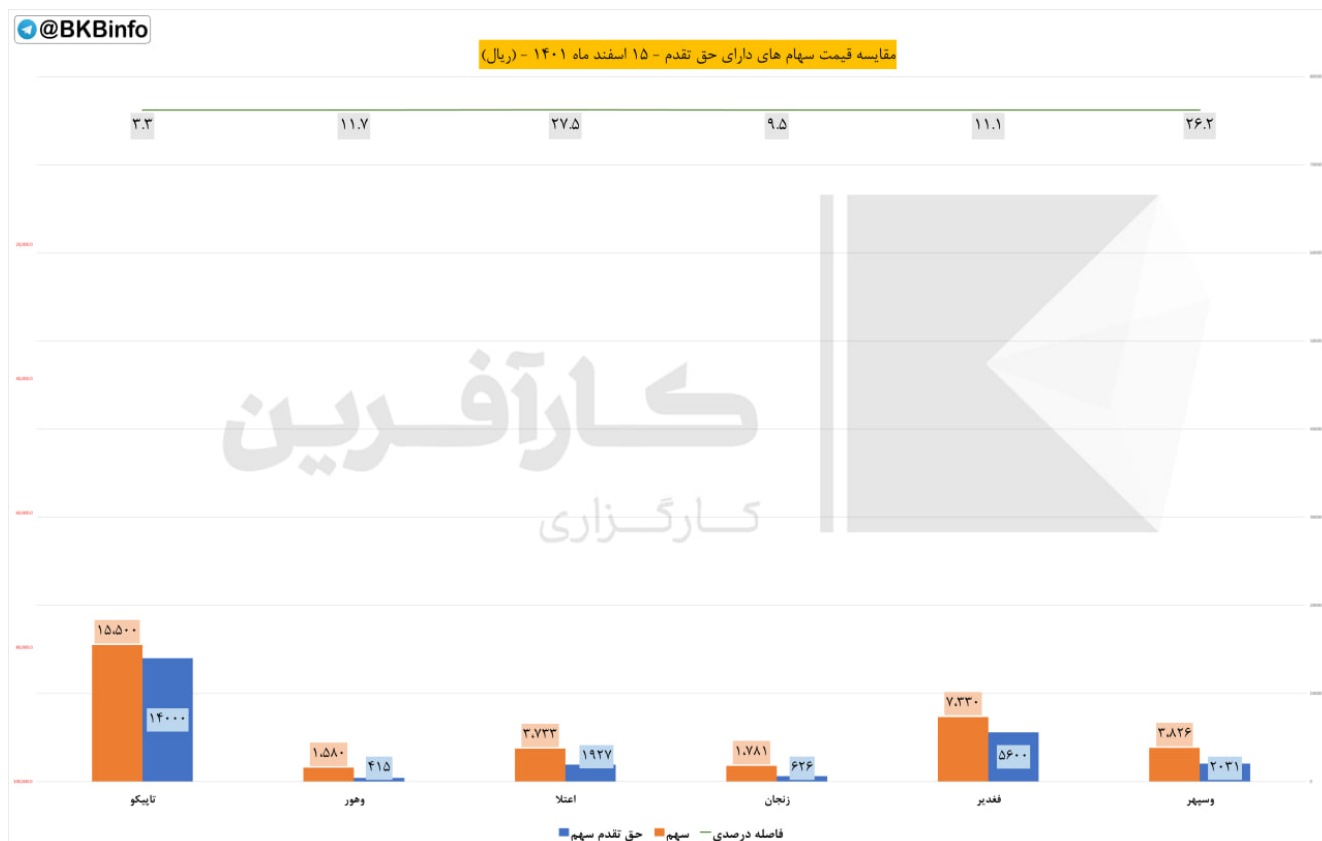 @BKBinfo
مقایسه قیمت سهام های دارای حق تقدم - ۱۵ اسفند ماه ۱۴۰۱ - (ریال)
۳.۳
۱۱.۷
۲۷.۵
۹.۵
۱۱.۱
۲۶.۲
کارآفرین
کارگزاری
۱۵،۵۰۰
۱۴۰۰۰
۱،۵۸۰
۴۱۵
۳،۷۳۳
۱۹۲۷
۱،۷۸۱
۶۲۶
۷،۳۳۰
۵۶۰۰
۳،۸۲۶
۲۰۳۱
تاپیکو
وهور
اعتلا
زنجان
فغدیر
وسپهر
حق تقدم سهم
سهم
فاصله درصدی